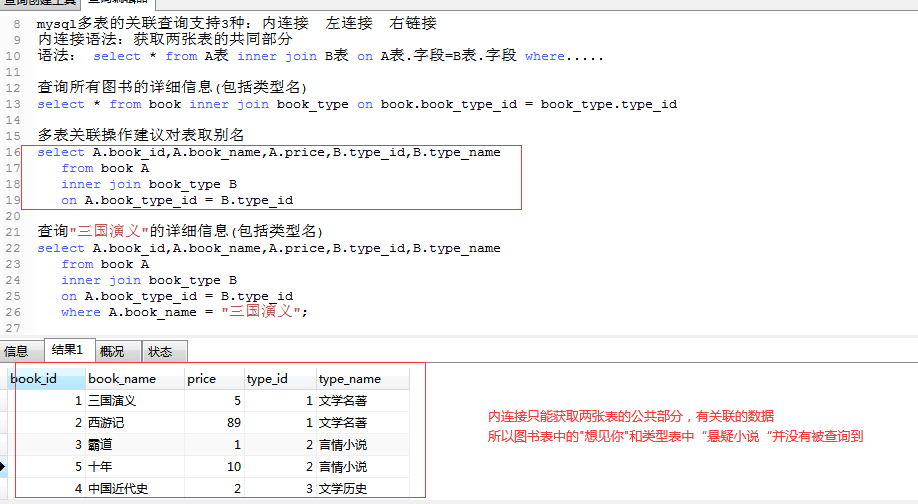 查询创建工具 查询编辑器
8 mysql多表的关联查询支持3种：内连接 左连接 右链接
9 内连接语法：获取两张表的共同部分
10 语法： select * from A表 inner join B表 on A表.字段=B表.字段 where.....
11
12 查询所有图书的详细信息(包括类型名)
13 select * from book inner join book_type on book.book_type_id = book_type.type_id
14
15 多表关联操作建议对表取别名
16 select A.book_id,A.book_name,A.price,B.type_id,B.type_name
17 from book A
18 inner join book_type B
19 on A.book_type_id = B.type_id
20
21 查询"三国演义"的详细信息(包括类型名)
22 select A.book_id,A.book_name,A.price,B.type_id,B.type_name
23 from book A
24 inner join book_type B
25 on A.book_type_id = B.type_id
26 where A.book_name = "三国演义";
27
信息 结果1 概况 状态
book_id book_name price type_id type_name
1 三国演义 5 1 文学名著
2 西游记 89 1 文学名著
3 霸道 1 2 言情小说
5 十年 10 2 言情小说
4 中国近代史 2 3 文学历史
内连接只能获取两张表的公共部分，有关联的数据
所以图书表中的"想见你"和类型表中“悬疑小说“并没有被查询到